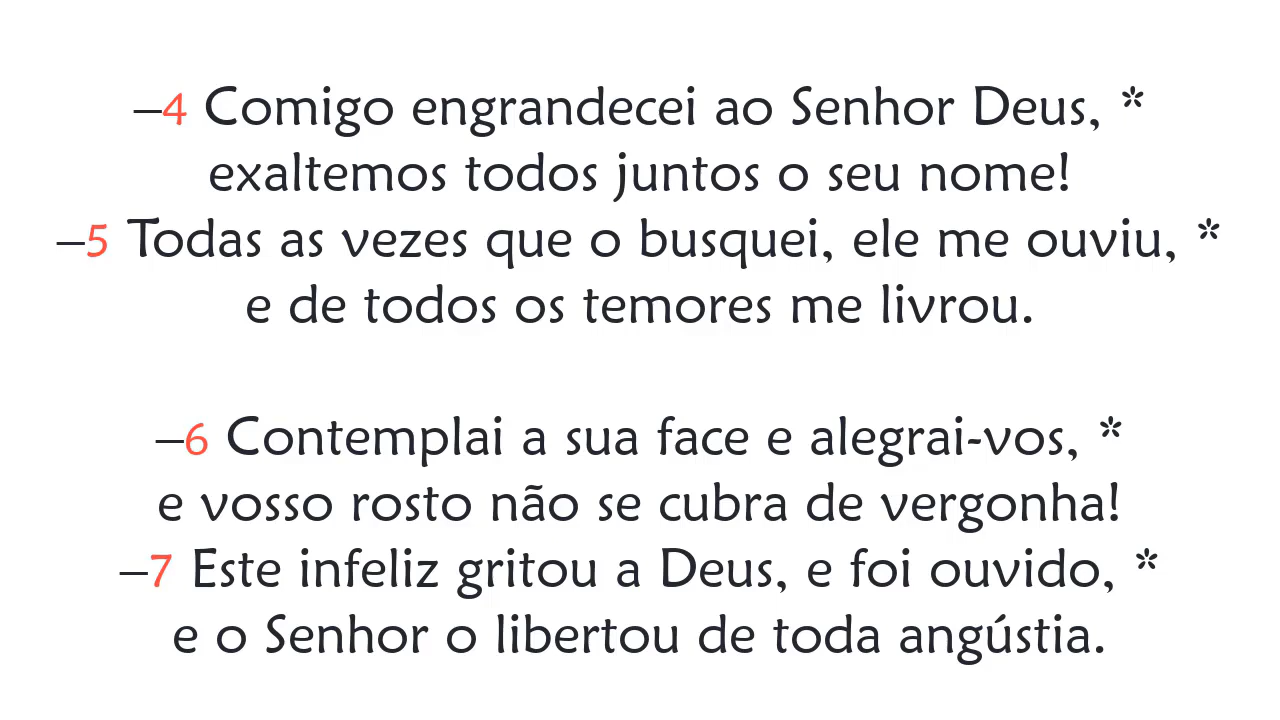 –4 Comigo engrandecei ao Senhor Deus, *
exaltemos todos juntos o seu nome!
–5 Todas as vezes que o busquei, ele me ouviu, *
e de todos os temores me livrou.
–6 Contemplai a sua face e alegrai-vos, *
e vosso rosto não se cubra de vergonha!
–7 Este infeliz gritou a Deus, e foi ouvido, *
e o Senhor o libertou de toda angústia.